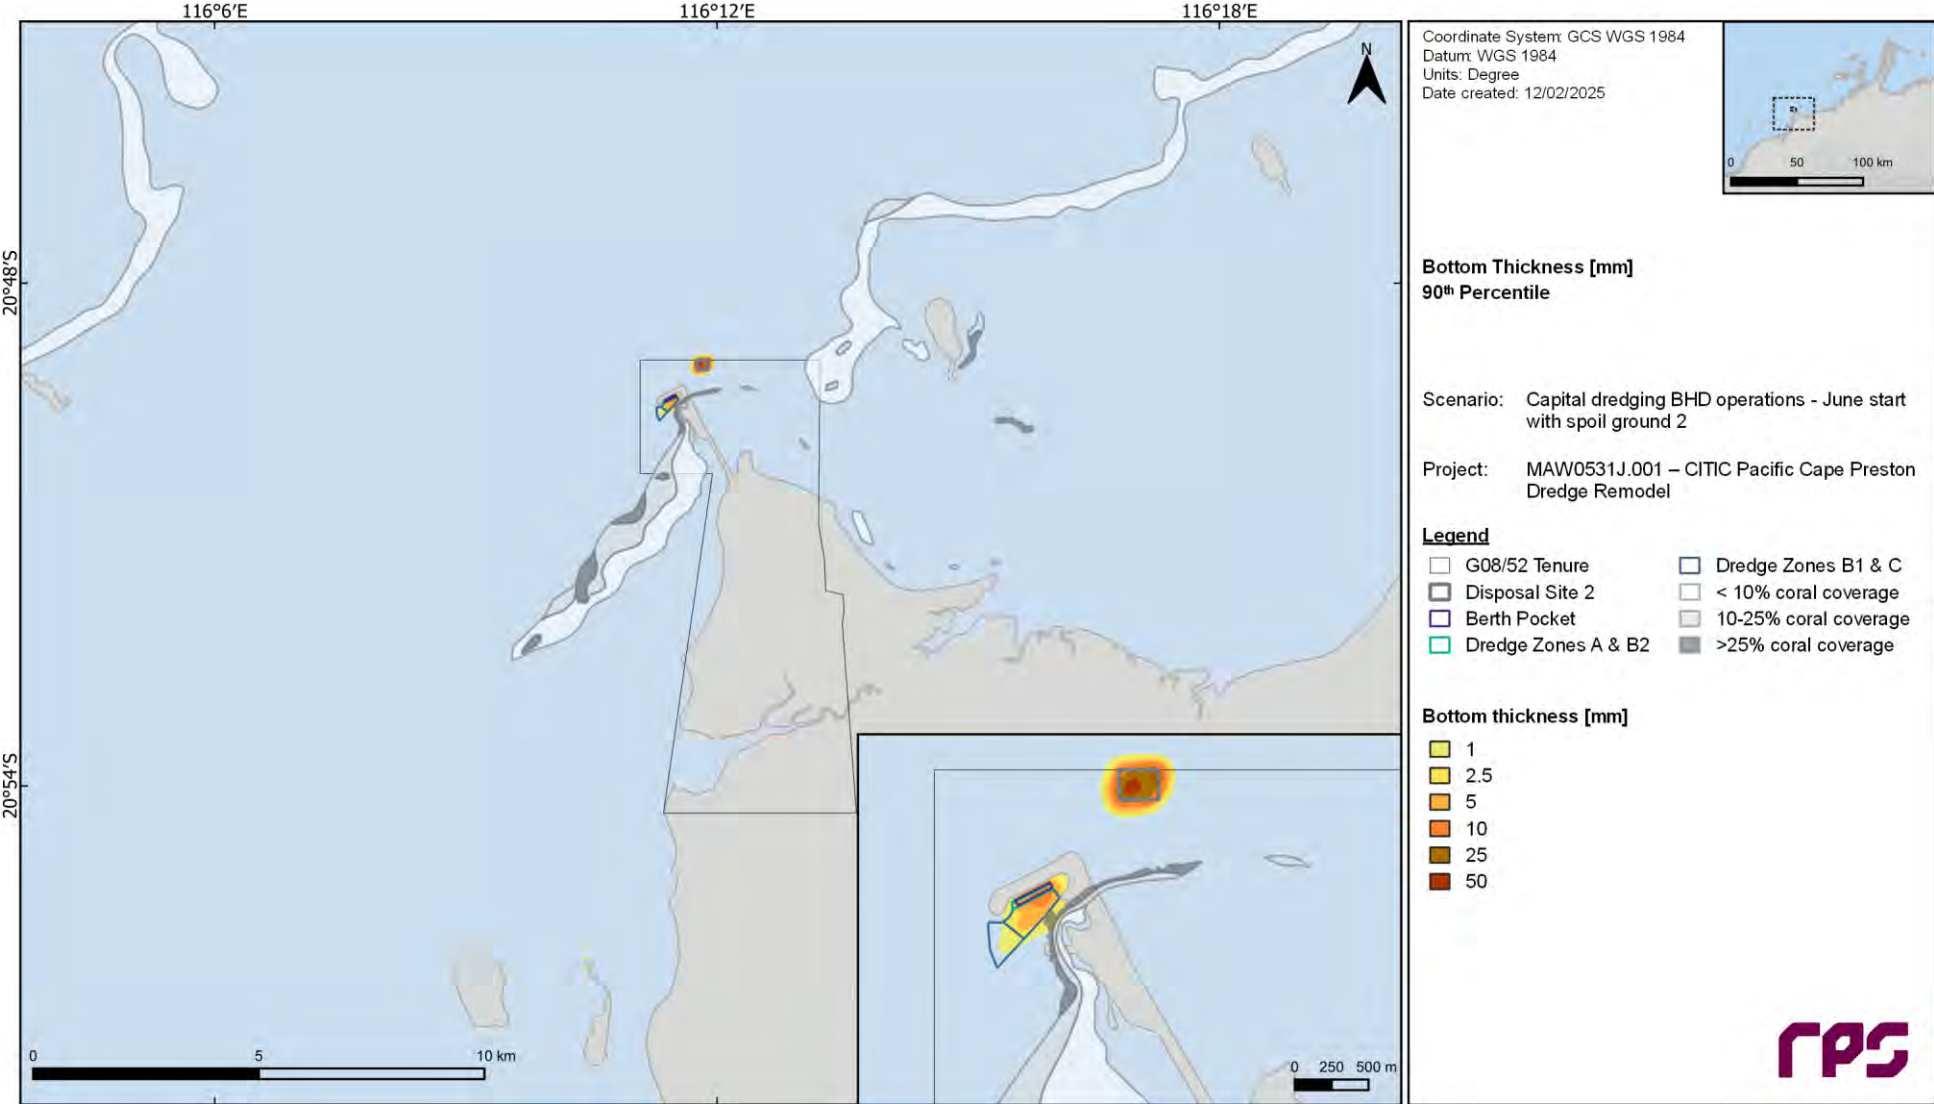 116°6'E
116°12'E
116°18'E
20°48'S
20°54'S
N
0 5 10 km
0 250 500 m
Coordinate System: GCS WGS 1984
Datum: WGS 1984
Units: Degree
Date created: 12/02/2025
0 50 100 km
Bottom Thickness [mm]
90th Percentile
Scenario: Capital dredging BHD operations - June start
with spoil ground 2
Project: MAW0531J.001 – CITIC Pacific Cape Preston
Dredge Remodel
Legend
G08/52 Tenure
Disposal Site 2
Berth Pocket
Dredge Zones A & B2
Dredge Zones B1 & C
< 10% coral coverage
10-25% coral coverage
>25% coral coverage
Bottom thickness [mm]
1
2.5
5
10
25
50
rps